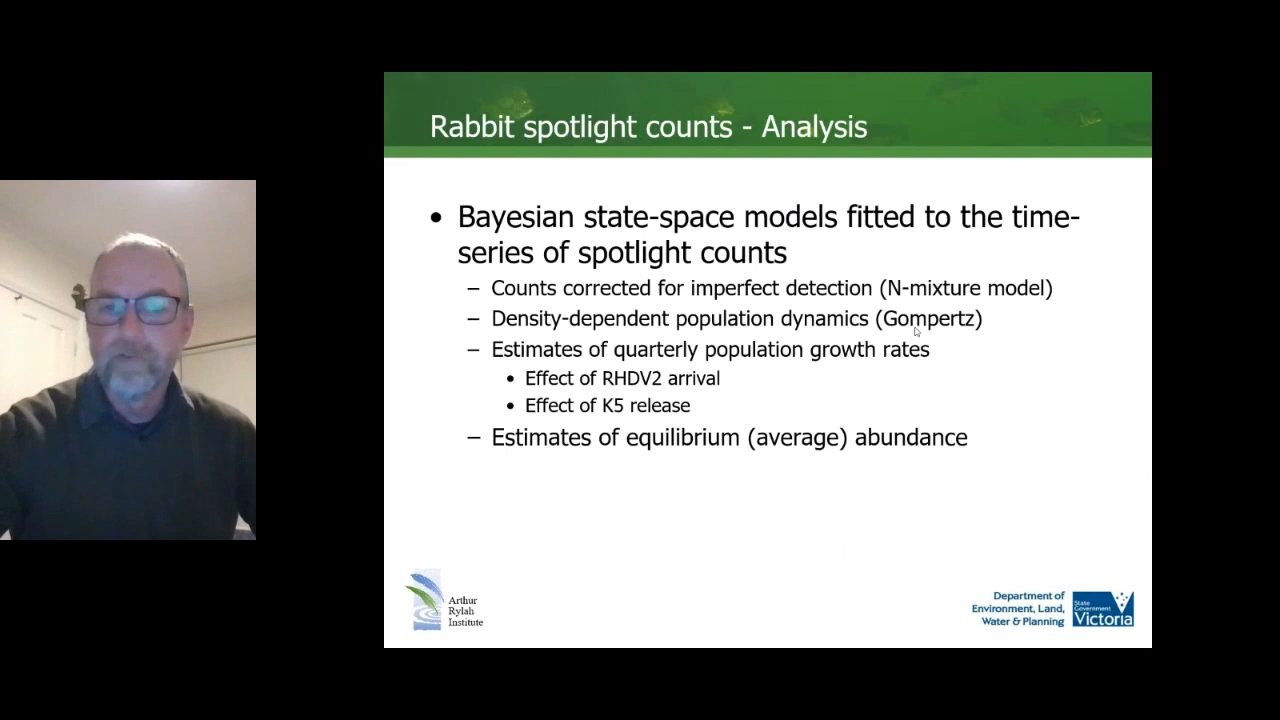 Rabbit spotlight counts - Analysis
• Bayesian state-space models fitted to the time-
series of spotlight counts
– Counts corrected for imperfect detection (N-mixture model)
– Density-dependent population dynamics (Gompertz)
– Estimates of quarterly population growth rates
• Effect of RHDV2 arrival
• Effect of K5 release
– Estimates of equilibrium (average) abundance
Arthur
Rylah
Institute
Department of
Environment, Land,
Water & Planning
State
Government
Victoria